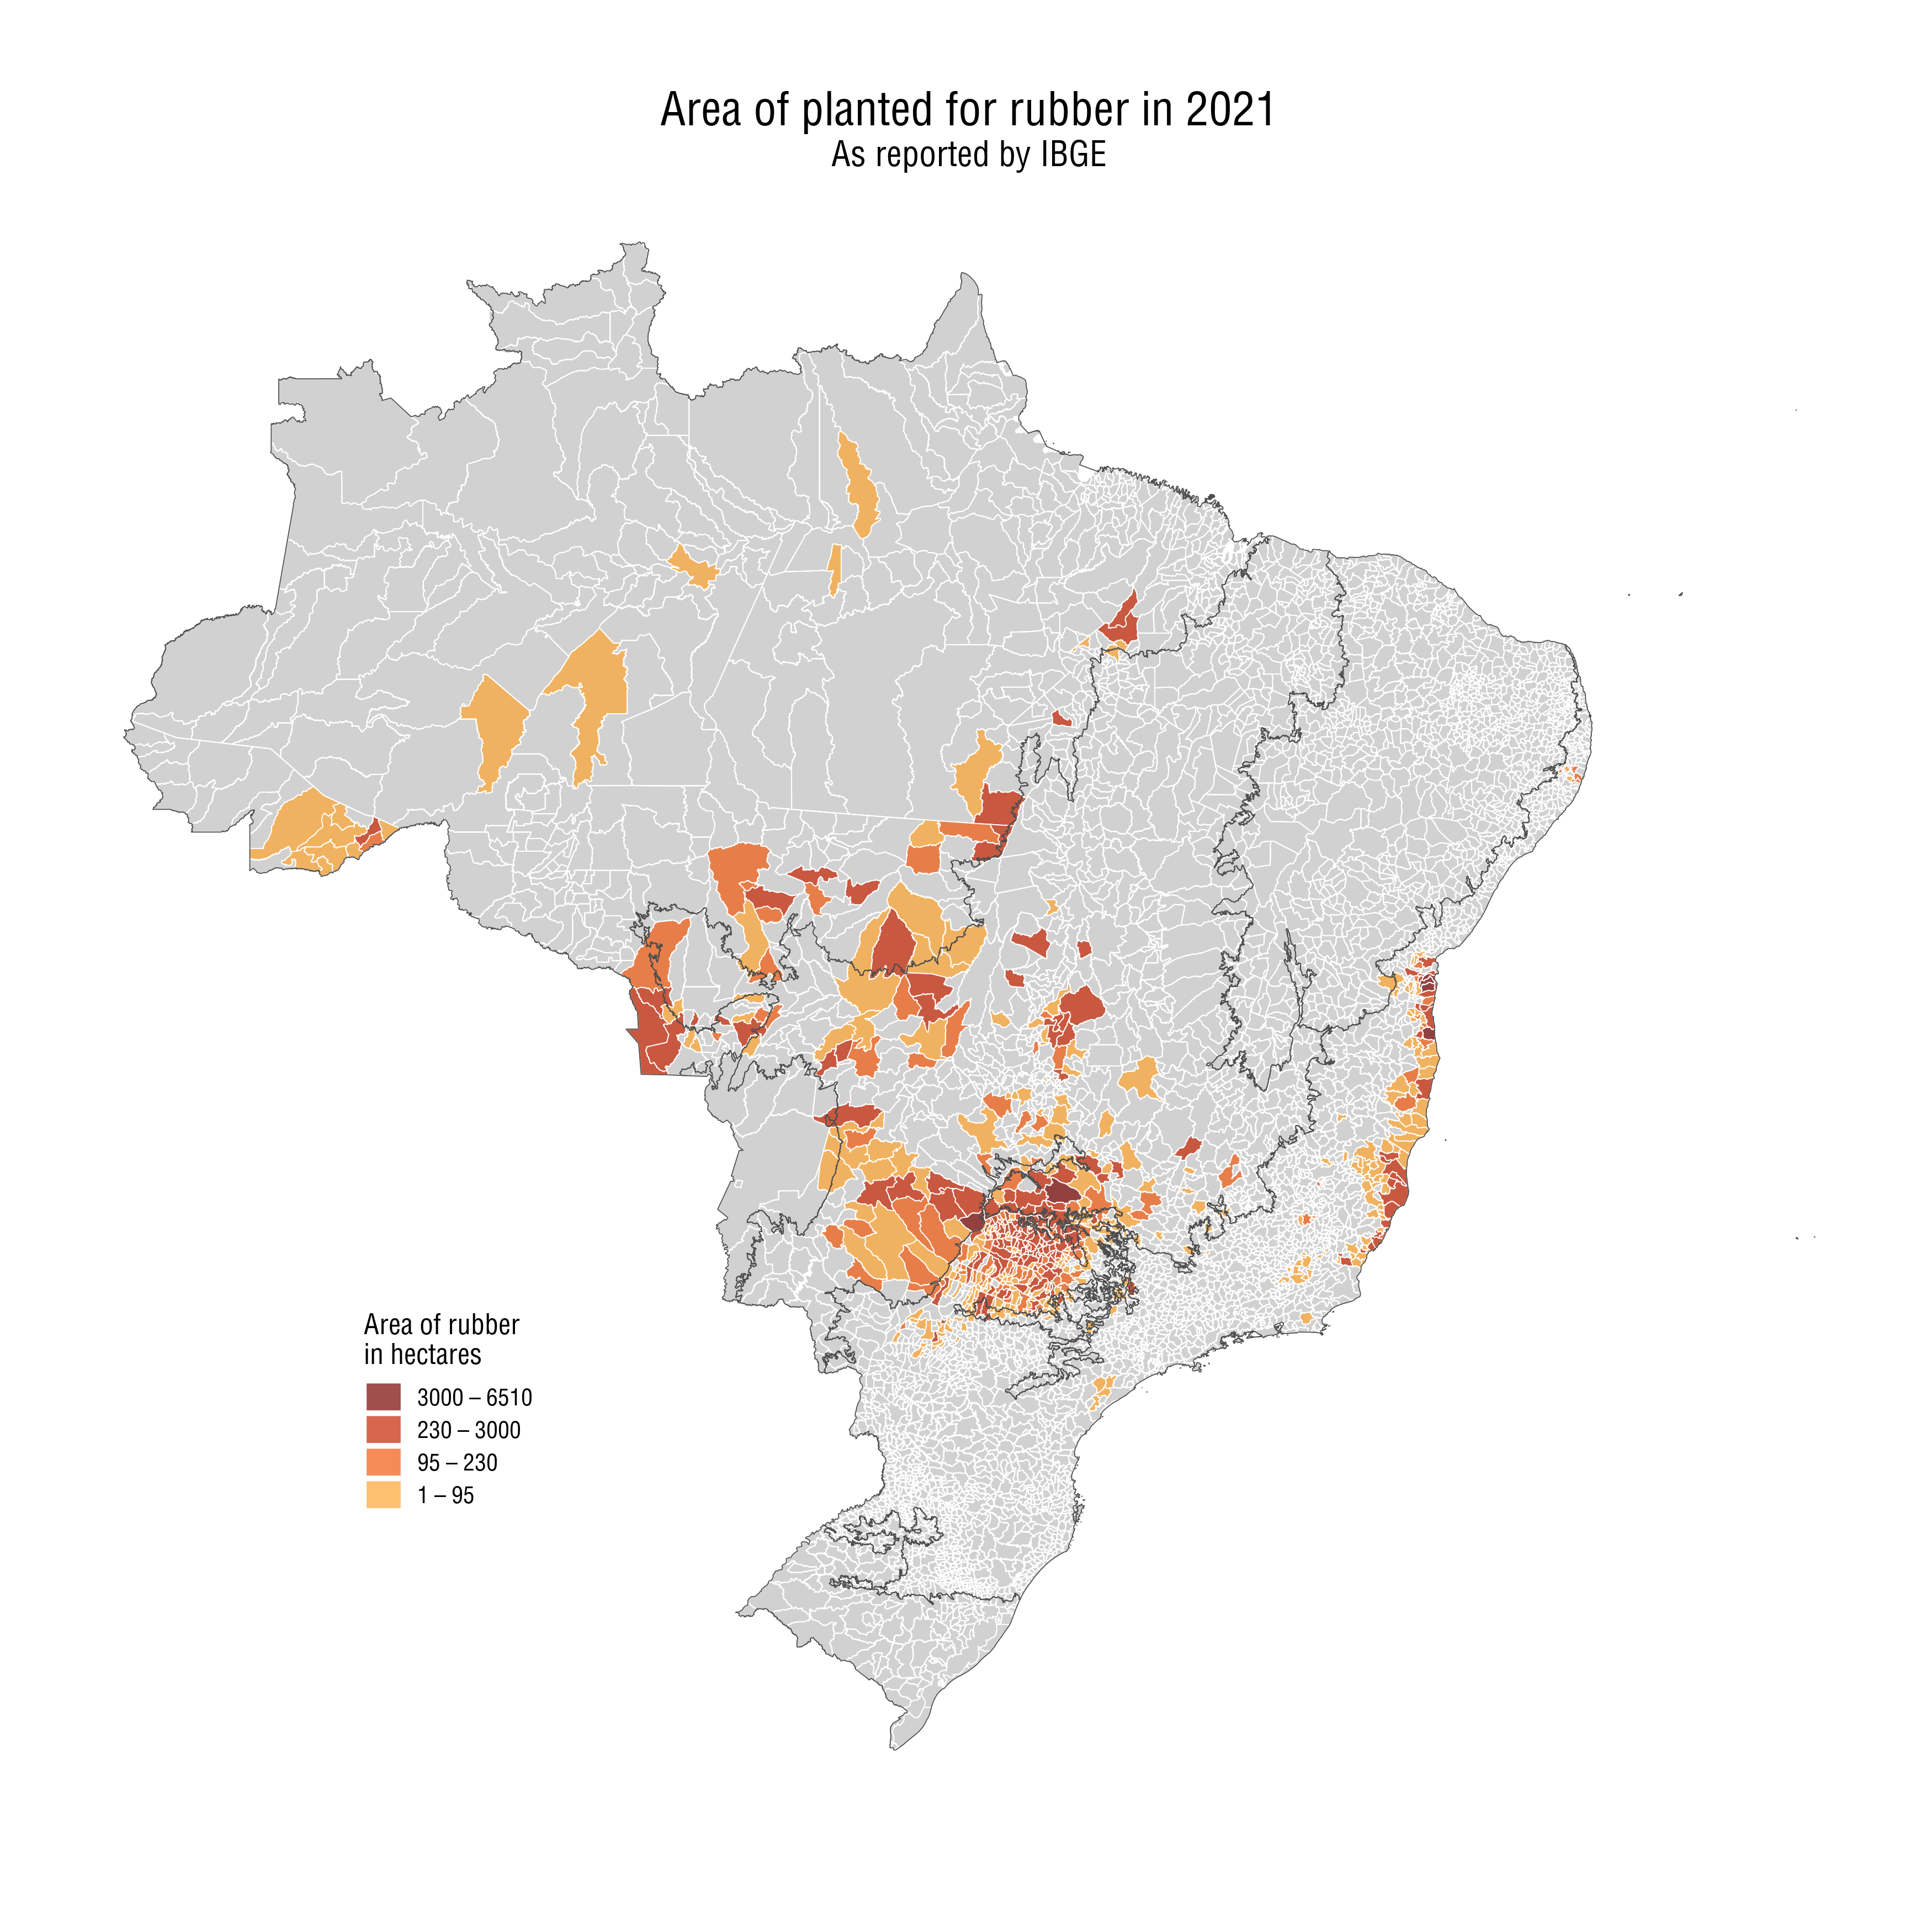 Area of planted for rubber in 2021
As reported by IBGE
Area of rubber
in hectares
3000 – 6510
230 – 3000
95 – 230
1 – 95